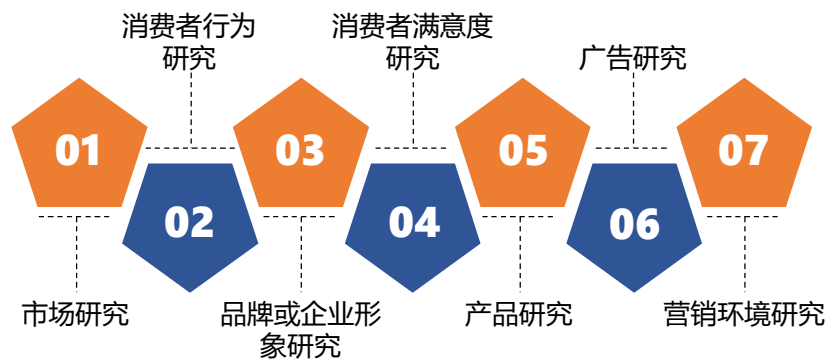 消费者行为
研究
消费者满意度
研究
广告研究
01
03
05
07
02
04
06
市场研究
品牌或企业形
象研究
产品研究
营销环境研究